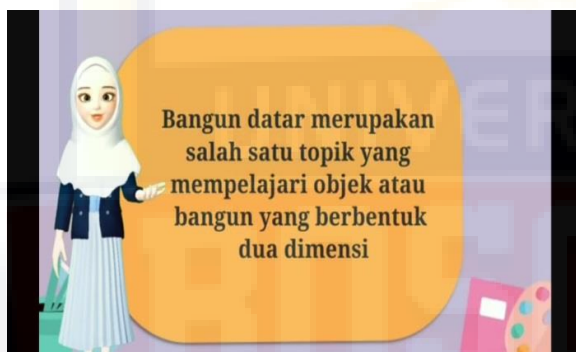 Bangun datar merupakan
salah satu topik yang
mempelajari objek atau
bangun yang berbentuk
dua dimensi